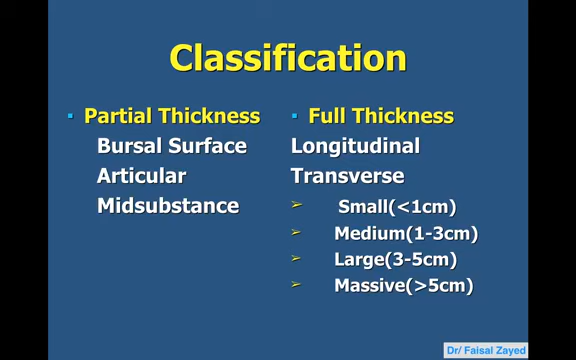 Classification
▪ Partial Thickness
Bursal Surface
Articular
Midsubstance
▪ Full Thickness
Longitudinal
Transverse
➢ Small(<1cm)
➢ Medium(1-3cm)
➢ Large(3-5cm)
➢ Massive(>5cm)
Dr/ Faisal Zayed